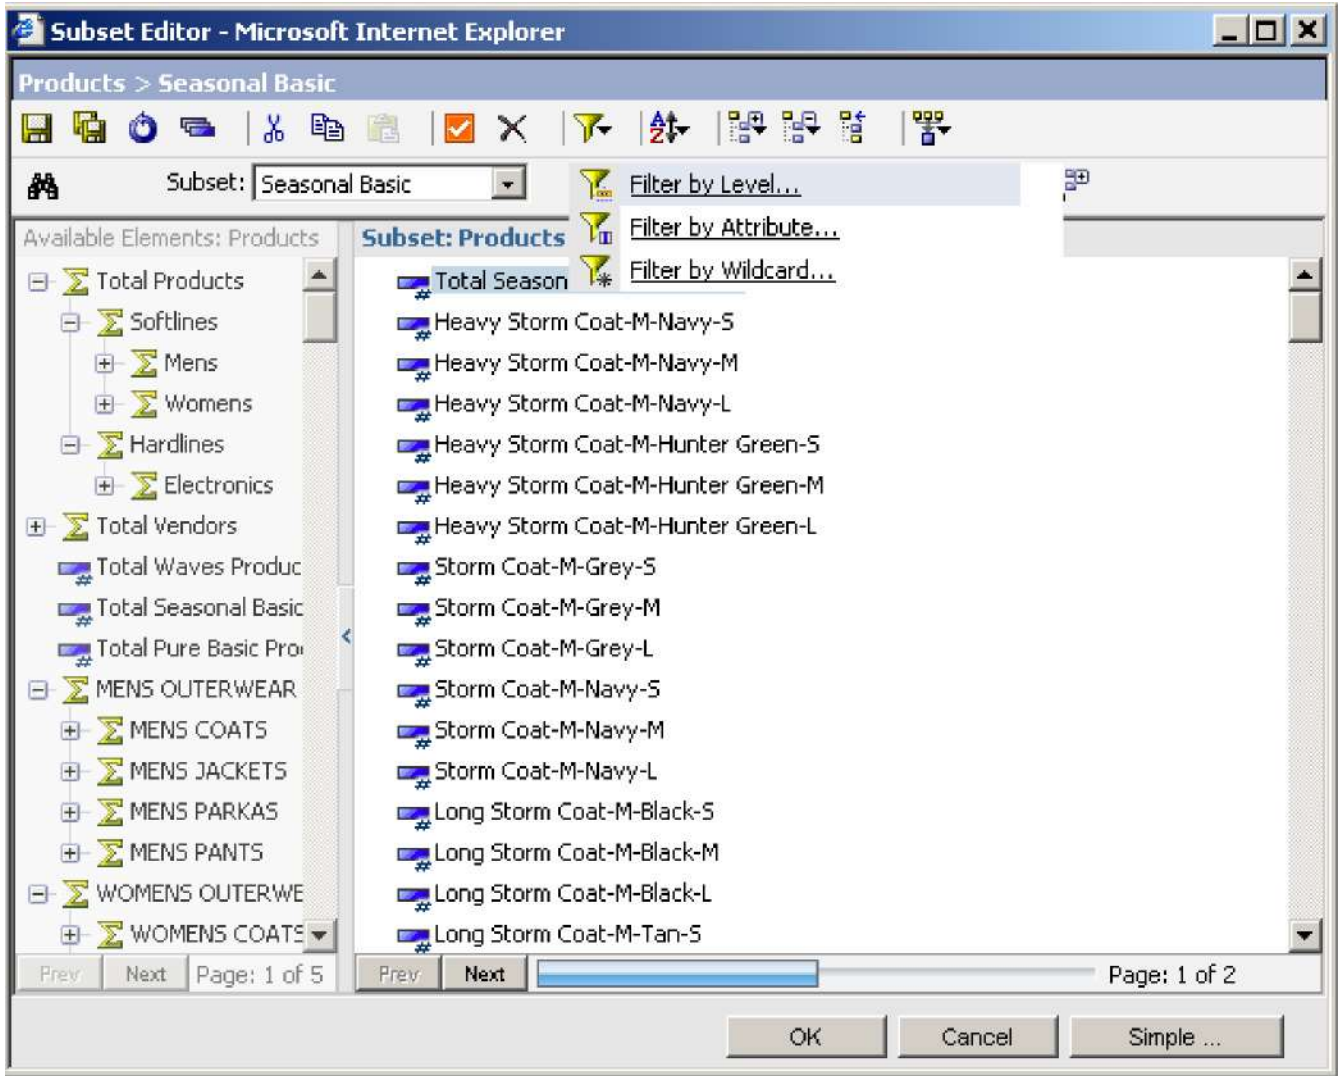 Subset Editor - Microsoft Internet Explorer
Products > Seasonal Basic
Subset: Seasonal Basic
Filter by Level...
Filter by Attribute...
Filter by Wildcard...
Available Elements: Products
Total Products
Softlines
Mens
Womens
Hardlines
Electronics
Total Vendors
Total Waves Produc
Total Seasonal Basic
Total Pure Basic Pro
MENS OUTERWEAR
MENS COATS
MENS JACKETS
MENS PARKAS
MENS PANTS
WOMENS OUTERWE
WOMENS COATS
Prev Next Page: 1 of 5
Subset: Products
Total Season
Heavy Storm Coat-M-Navy-S
Heavy Storm Coat-M-Navy-M
Heavy Storm Coat-M-Navy-L
Heavy Storm Coat-M-Hunter Green-S
Heavy Storm Coat-M-Hunter Green-M
Heavy Storm Coat-M-Hunter Green-L
Storm Coat-M-Grey-S
Storm Coat-M-Grey-M
Storm Coat-M-Grey-L
Storm Coat-M-Navy-S
Storm Coat-M-Navy-M
Storm Coat-M-Navy-L
Long Storm Coat-M-Black-S
Long Storm Coat-M-Black-M
Long Storm Coat-M-Black-L
Long Storm Coat-M-Tan-S
Prev Next Page: 1 of 2
OK Cancel Simple ...